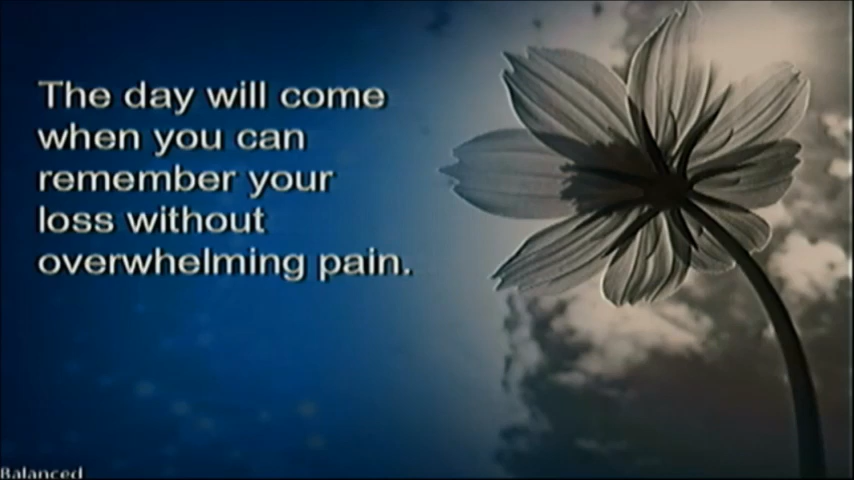 The day will come
when you can
remember your
loss without
overwhelming pain.
Balanced